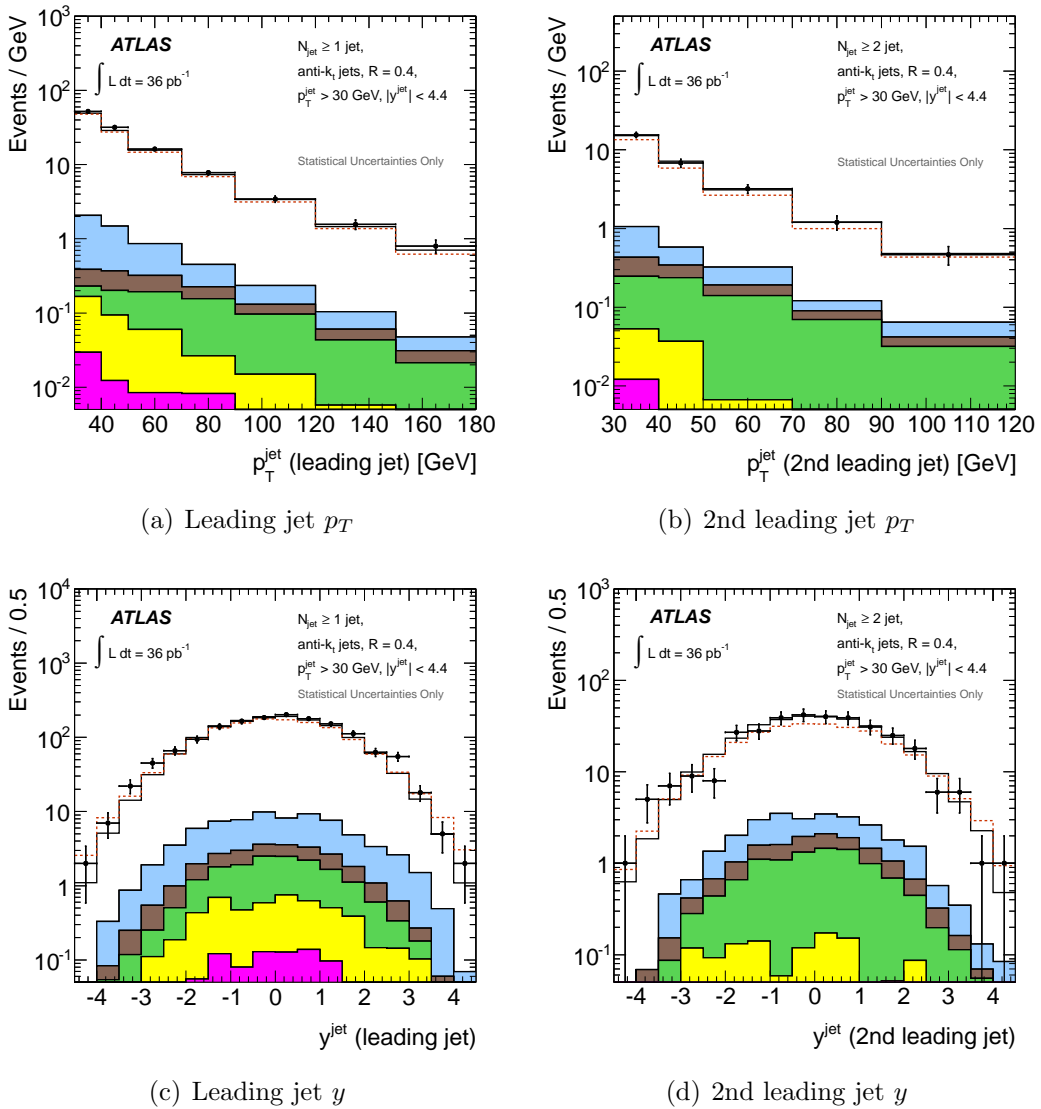 Events / GeV
10³
10²
10
1
10⁻¹
10⁻²
ATLAS
∫ L dt = 36 pb⁻¹
N_jet ≥ 1 jet,
anti-k_t jets, R = 0.4,
p_T^jet > 30 GeV, |y^jet| < 4.4
Statistical Uncertainties Only
40 60 80 100 120 140 160 180
p_T^jet (leading jet) [GeV]
(a) Leading jet p_T
Events / GeV
10²
10
1
10⁻¹
10⁻²
ATLAS
∫ L dt = 36 pb⁻¹
N_jet ≥ 2 jet,
anti-k_t jets, R = 0.4,
p_T^jet > 30 GeV, |y^jet| < 4.4
Statistical Uncertainties Only
30 40 50 60 70 80 90 100 110 120
p_T^jet (2nd leading jet) [GeV]
(b) 2nd leading jet p_T
Events / 0.5
10⁴
10³
10²
10
1
10⁻¹
ATLAS
∫ L dt = 36 pb⁻¹
N_jet ≥ 1 jet,
anti-k_t jets, R = 0.4,
p_T^jet > 30 GeV, |y^jet| < 4.4
Statistical Uncertainties Only
-4 -3 -2 -1 0 1 2 3 4
y^jet (leading jet)
(c) Leading jet y
Events / 0.5
10³
10²
10
1
10⁻¹
ATLAS
∫ L dt = 36 pb⁻¹
N_jet ≥ 2 jet,
anti-k_t jets, R = 0.4,
p_T^jet > 30 GeV, |y^jet| < 4.4
Statistical Uncertainties Only
-4 -3 -2 -1 0 1 2 3 4
y^jet (2nd leading jet)
(d) 2nd leading jet y